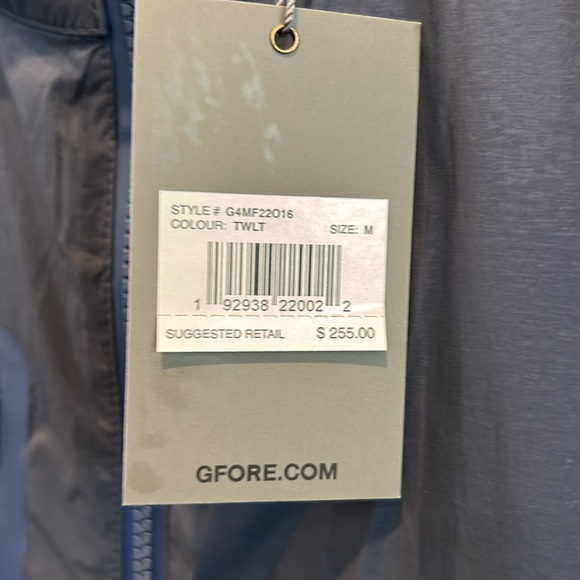 STYLE # G4MF22O16
COLOUR: TWLT SIZE: M
1 92938 22002 2
SUGGESTED RETAIL $ 255.00
GFORE.COM